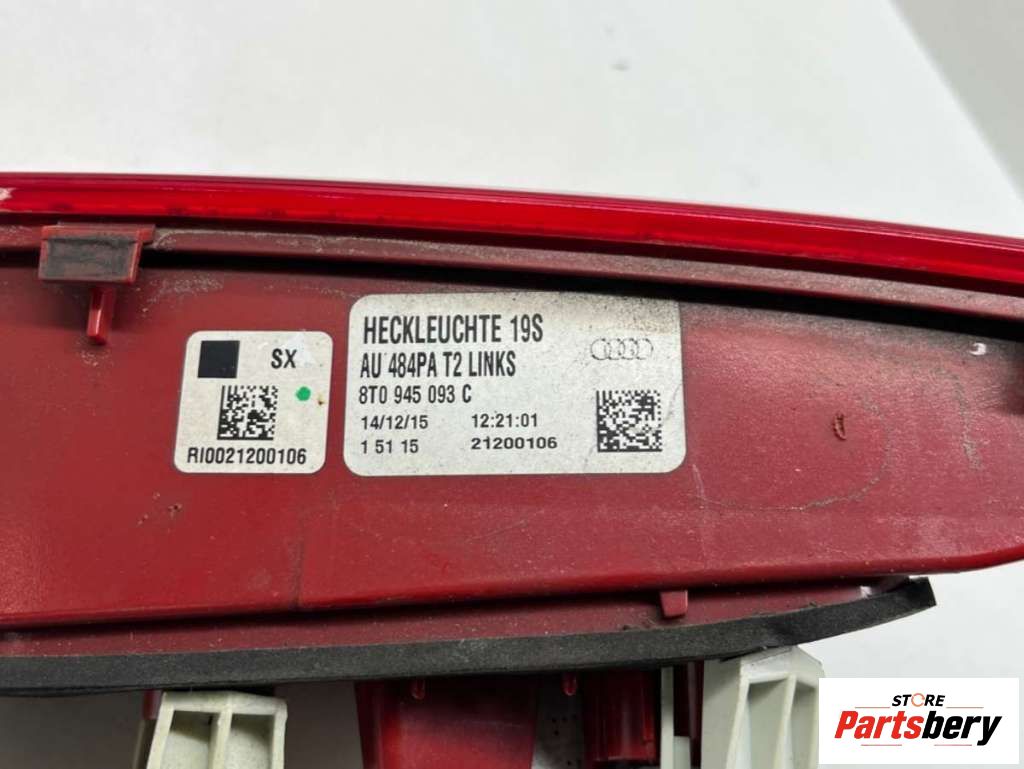 SX
RI0021200106
HECKLEUCHTE 19S
AU 484PA T2 LINKS
8T0 945 093 C
14/12/15 12:21:01
1 51 15 21200106
STORE
Partsbery